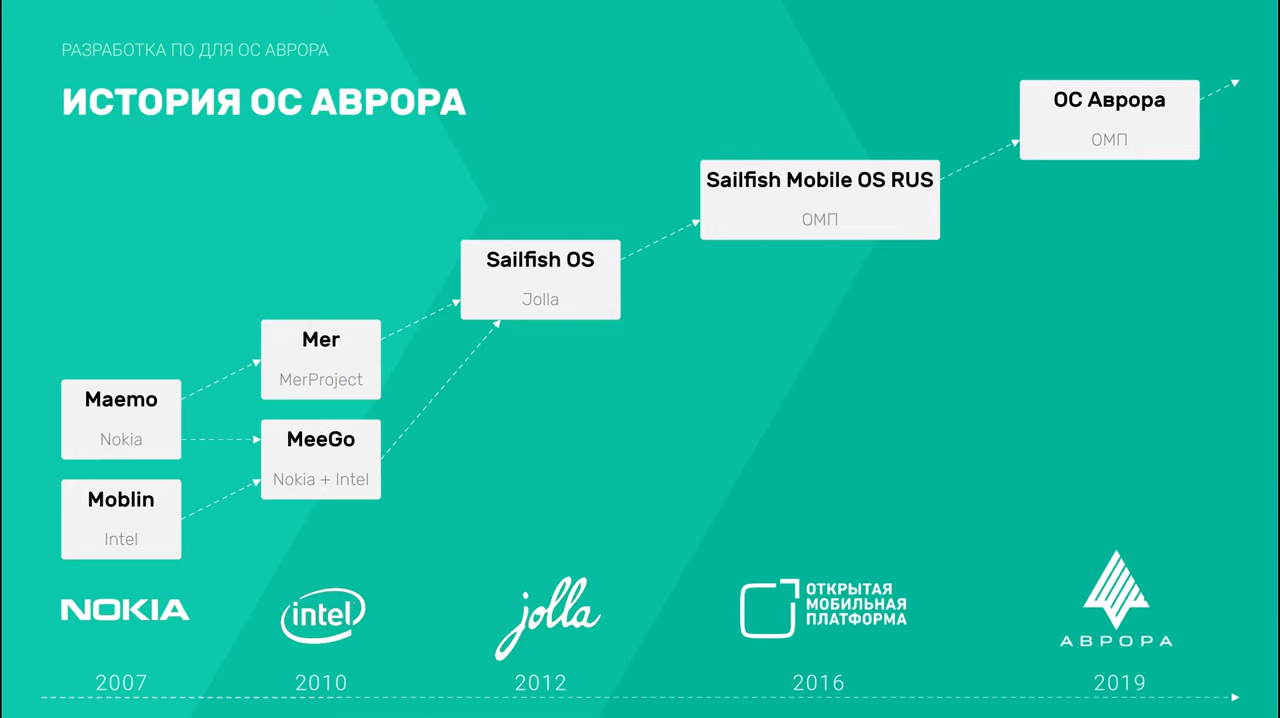 РАЗРАБОТКА ПО ДЛЯ ОС АВРОРА
ИСТОРИЯ ОС АВРОРА
ОС Аврора
ОМП
Sailfish Mobile OS RUS
ОМП
Sailfish OS
Jolla
Mer
MerProject
Maemo
Nokia
MeeGo
Nokia + Intel
Moblin
Intel
NOKIA
intel
jolla
ОТКРЫТАЯ
МОБИЛЬНАЯ
ПЛАТФОРМА
АВРОРА
2007
2010
2012
2016
2019